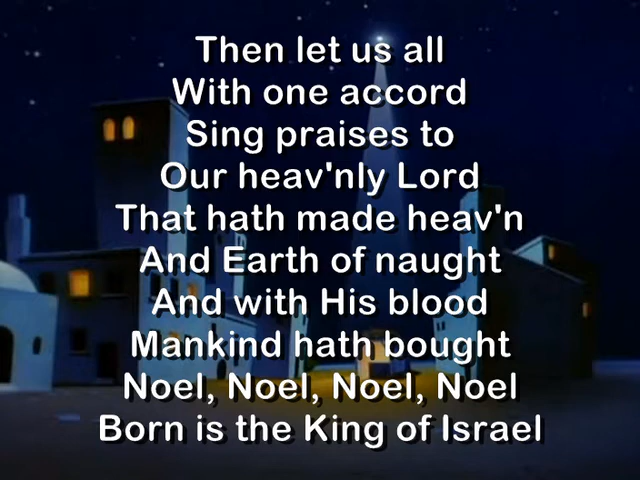 Then let us all
With one accord
Sing praises to
Our heav'nly Lord
That hath made heav'n
And Earth of naught
And with His blood
Mankind hath bought
Noel, Noel, Noel, Noel
Born is the King of Israel